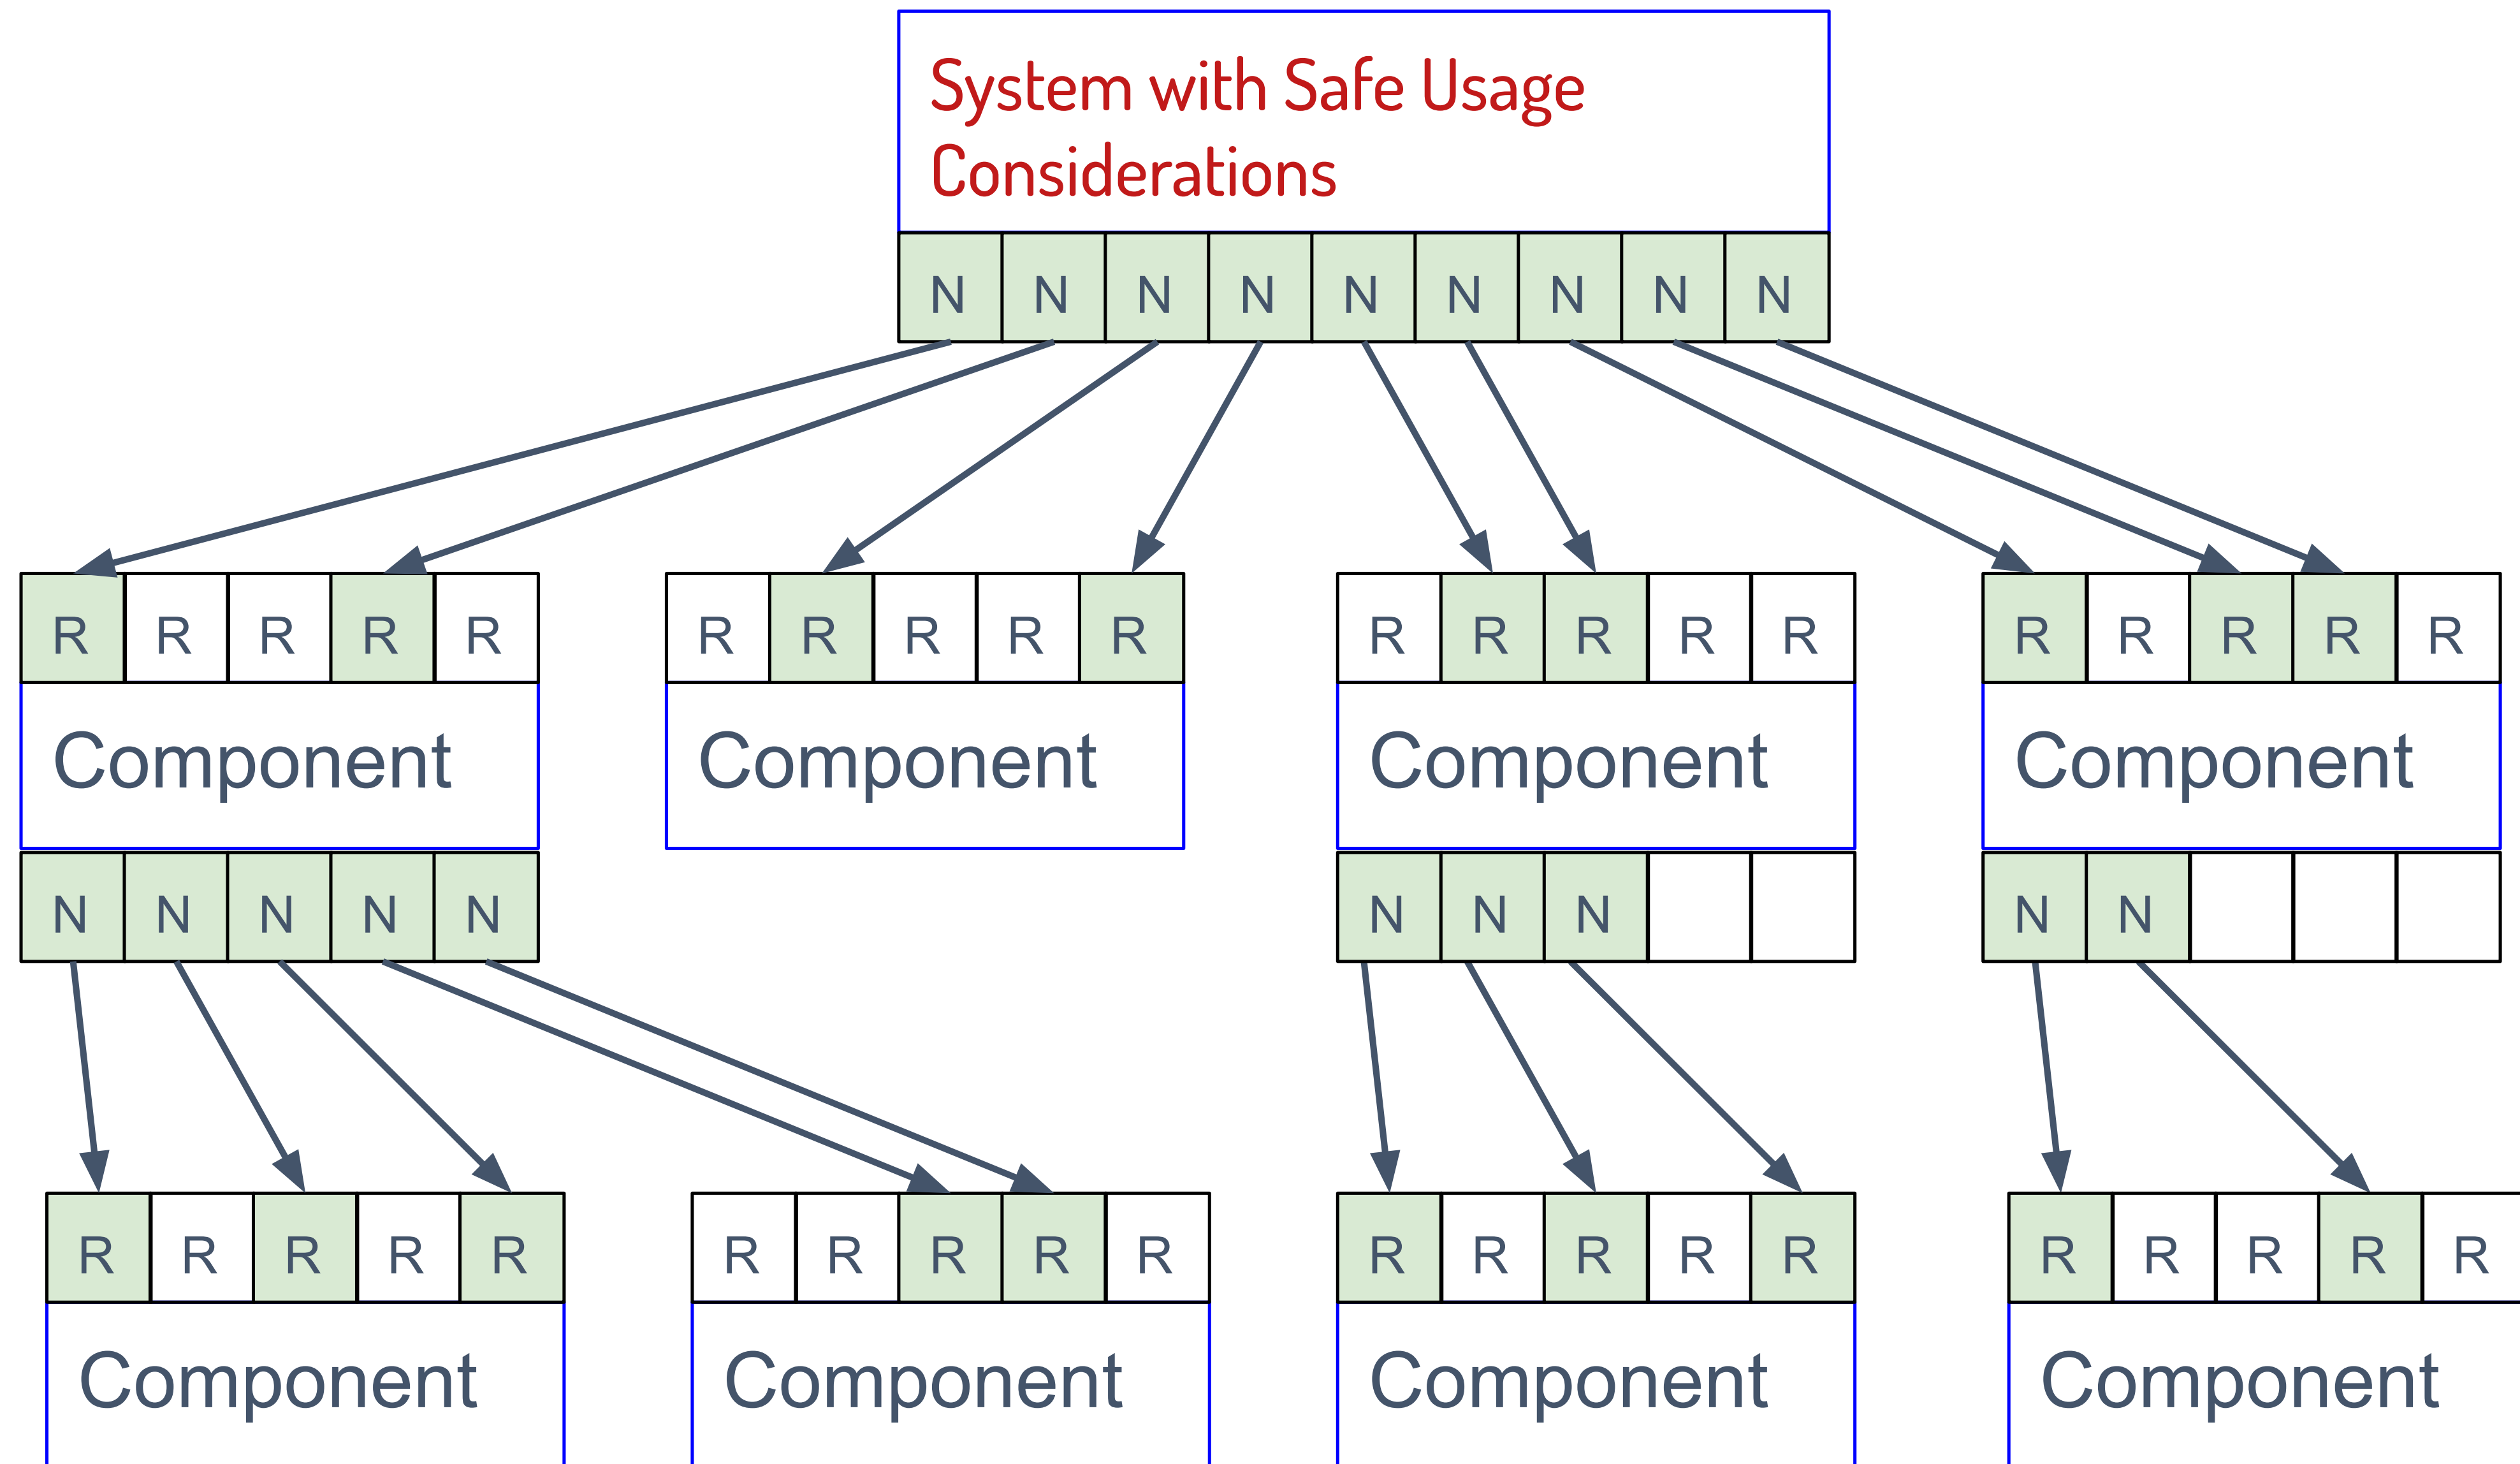 System with Safe Usage
Considerations
N N N N N N N N N
R R R R R R R R R R R R R R R R R R R R
Component Component Component Component
N N N N N N N N N N
R R R R R R R R R R R R R R R R R R R R
Component Component Component Component